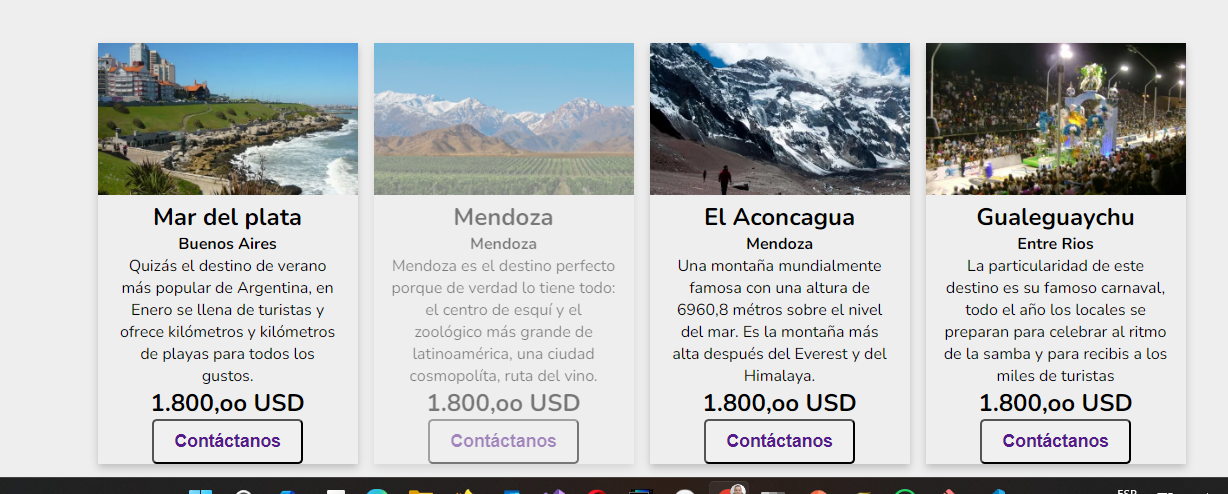 Mar del plata
Buenos Aires
Quizás el destino de verano
más popular de Argentina, en
Enero se llena de turistas y
ofrece kilómetros y kilómetros
de playas para todos los
gustos.
1.800,oo USD
Contáctanos
Mendoza
Mendoza
Mendoza es el destino perfecto
porque de verdad lo tiene todo:
el centro de esquí y el
zoológico más grande de
latinoamérica, una ciudad
cosmopolíta, ruta del vino.
1.800,oo USD
Contáctanos
El Aconcagua
Mendoza
Una montaña mundialmente
famosa con una altura de
6960,8 métros sobre el nivel
del mar. Es la montaña más
alta después del Everest y del
Himalaya.
1.800,oo USD
Contáctanos
Gualeguaychu
Entre Rios
La particularidad de este
destino es su famoso carnaval,
todo el año los locales se
preparan para celebrar al ritmo
de la samba y para recibis a los
miles de turistas
1.800,oo USD
Contáctanos
ESP